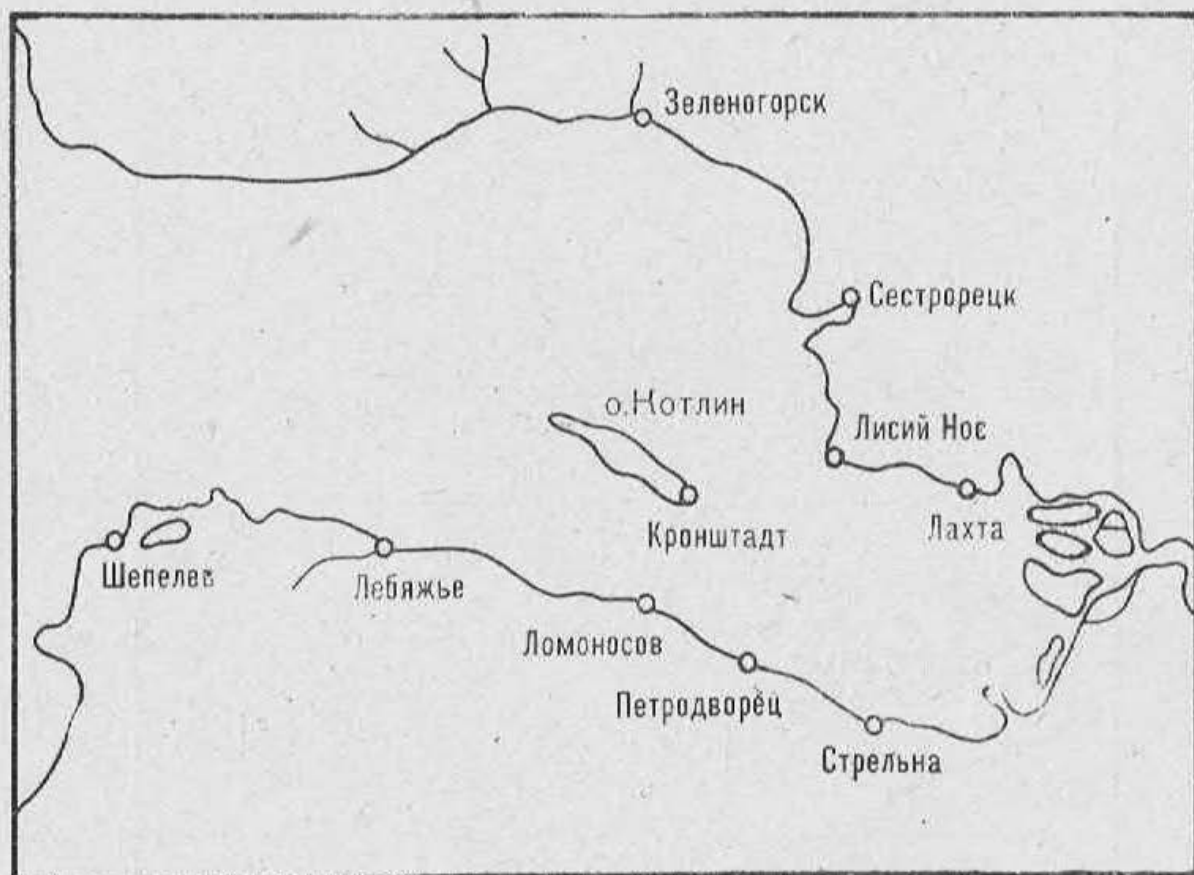 Зеленогорск
Сестрорецк
о.Котлин
Лисий Нос
Кронштадт
Лахта
Шепелев
Лебяжье
Ломоносов
Петродворец
Стрельна